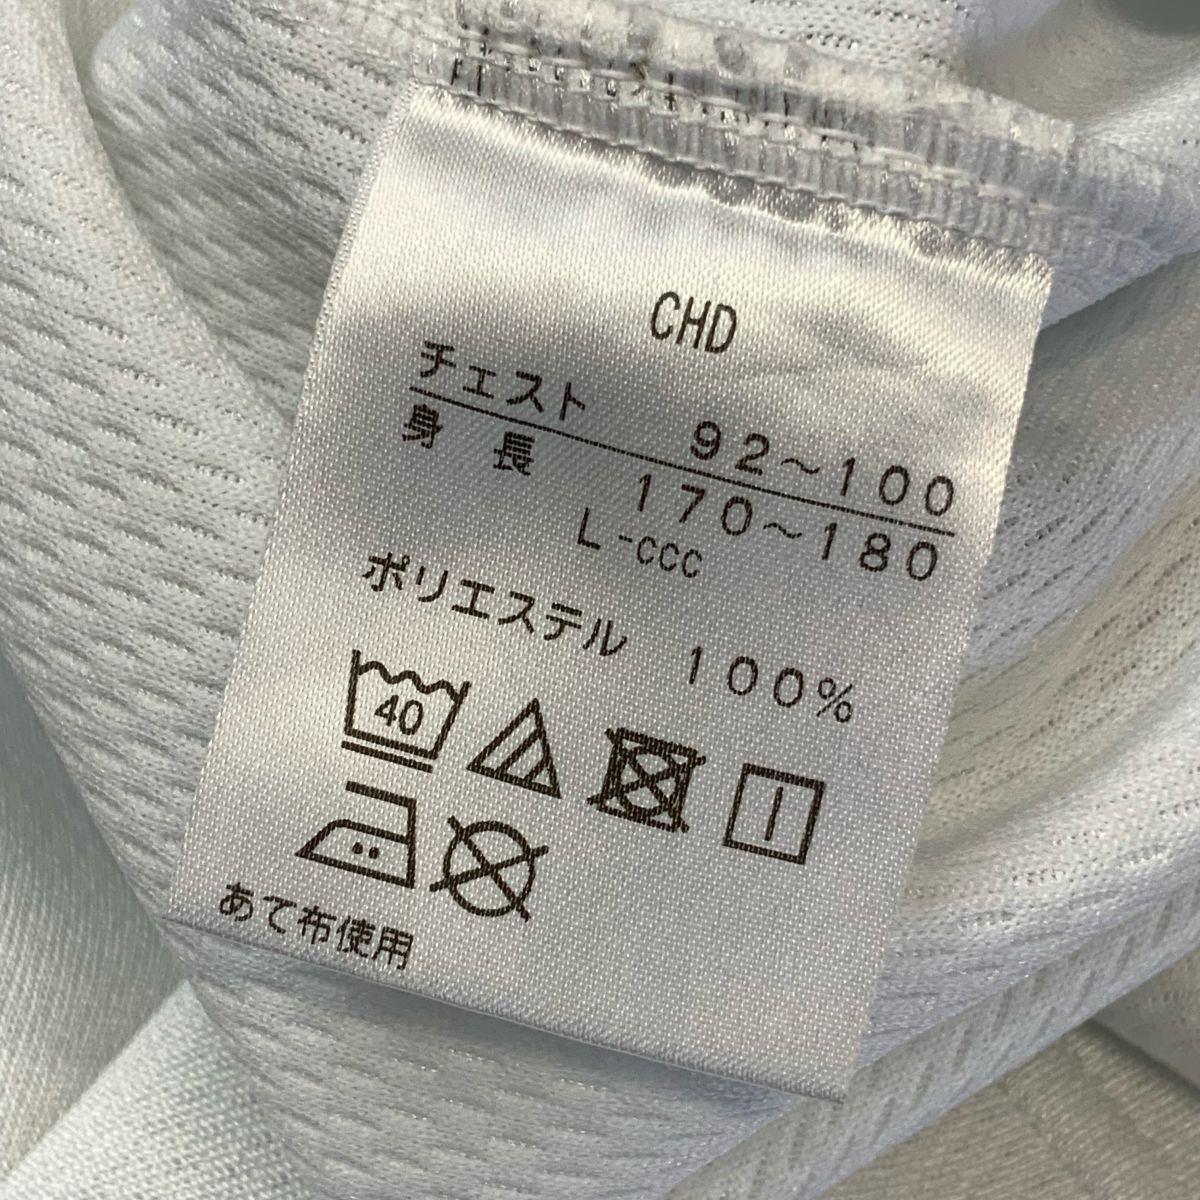 CHD
チェスト 92～100
身 長 170～180
L-CCC
ポリエステル 100%
40
あて布使用